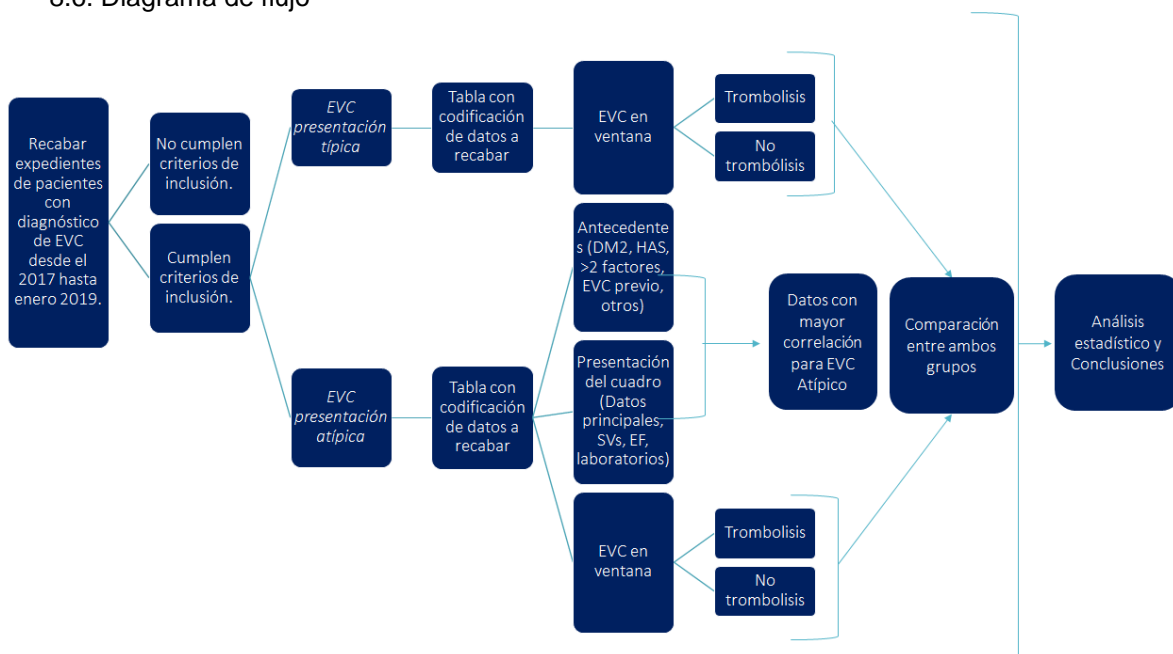 8.6. Diagrama de flujo
Recabar
expedientes
de pacientes
con
diagnóstico
de EVC
desde el
2017 hasta
enero 2019.
No cumplen
criterios de
inclusión.
Cumplen
criterios de
inclusión.
EVC
presentación
típica
Tabla con
codificación
de datos a
recabar
EVC en
ventana
Trombolisis
No
trombólisis
EVC
presentación
atípica
Tabla con
codificación
de datos a
recabar
Antecedente
s (DM2, HAS,
>2 factores,
EVC previo,
otros)
Presentación
del cuadro
(Datos
principales,
SVs, EF,
laboratorios)
EVC en
ventana
Trombolisis
No
trombolisis
Datos con
mayor
correlación
para EVC
Atípico
Comparación
entre ambos
grupos
Análisis
estadístico y
Conclusiones